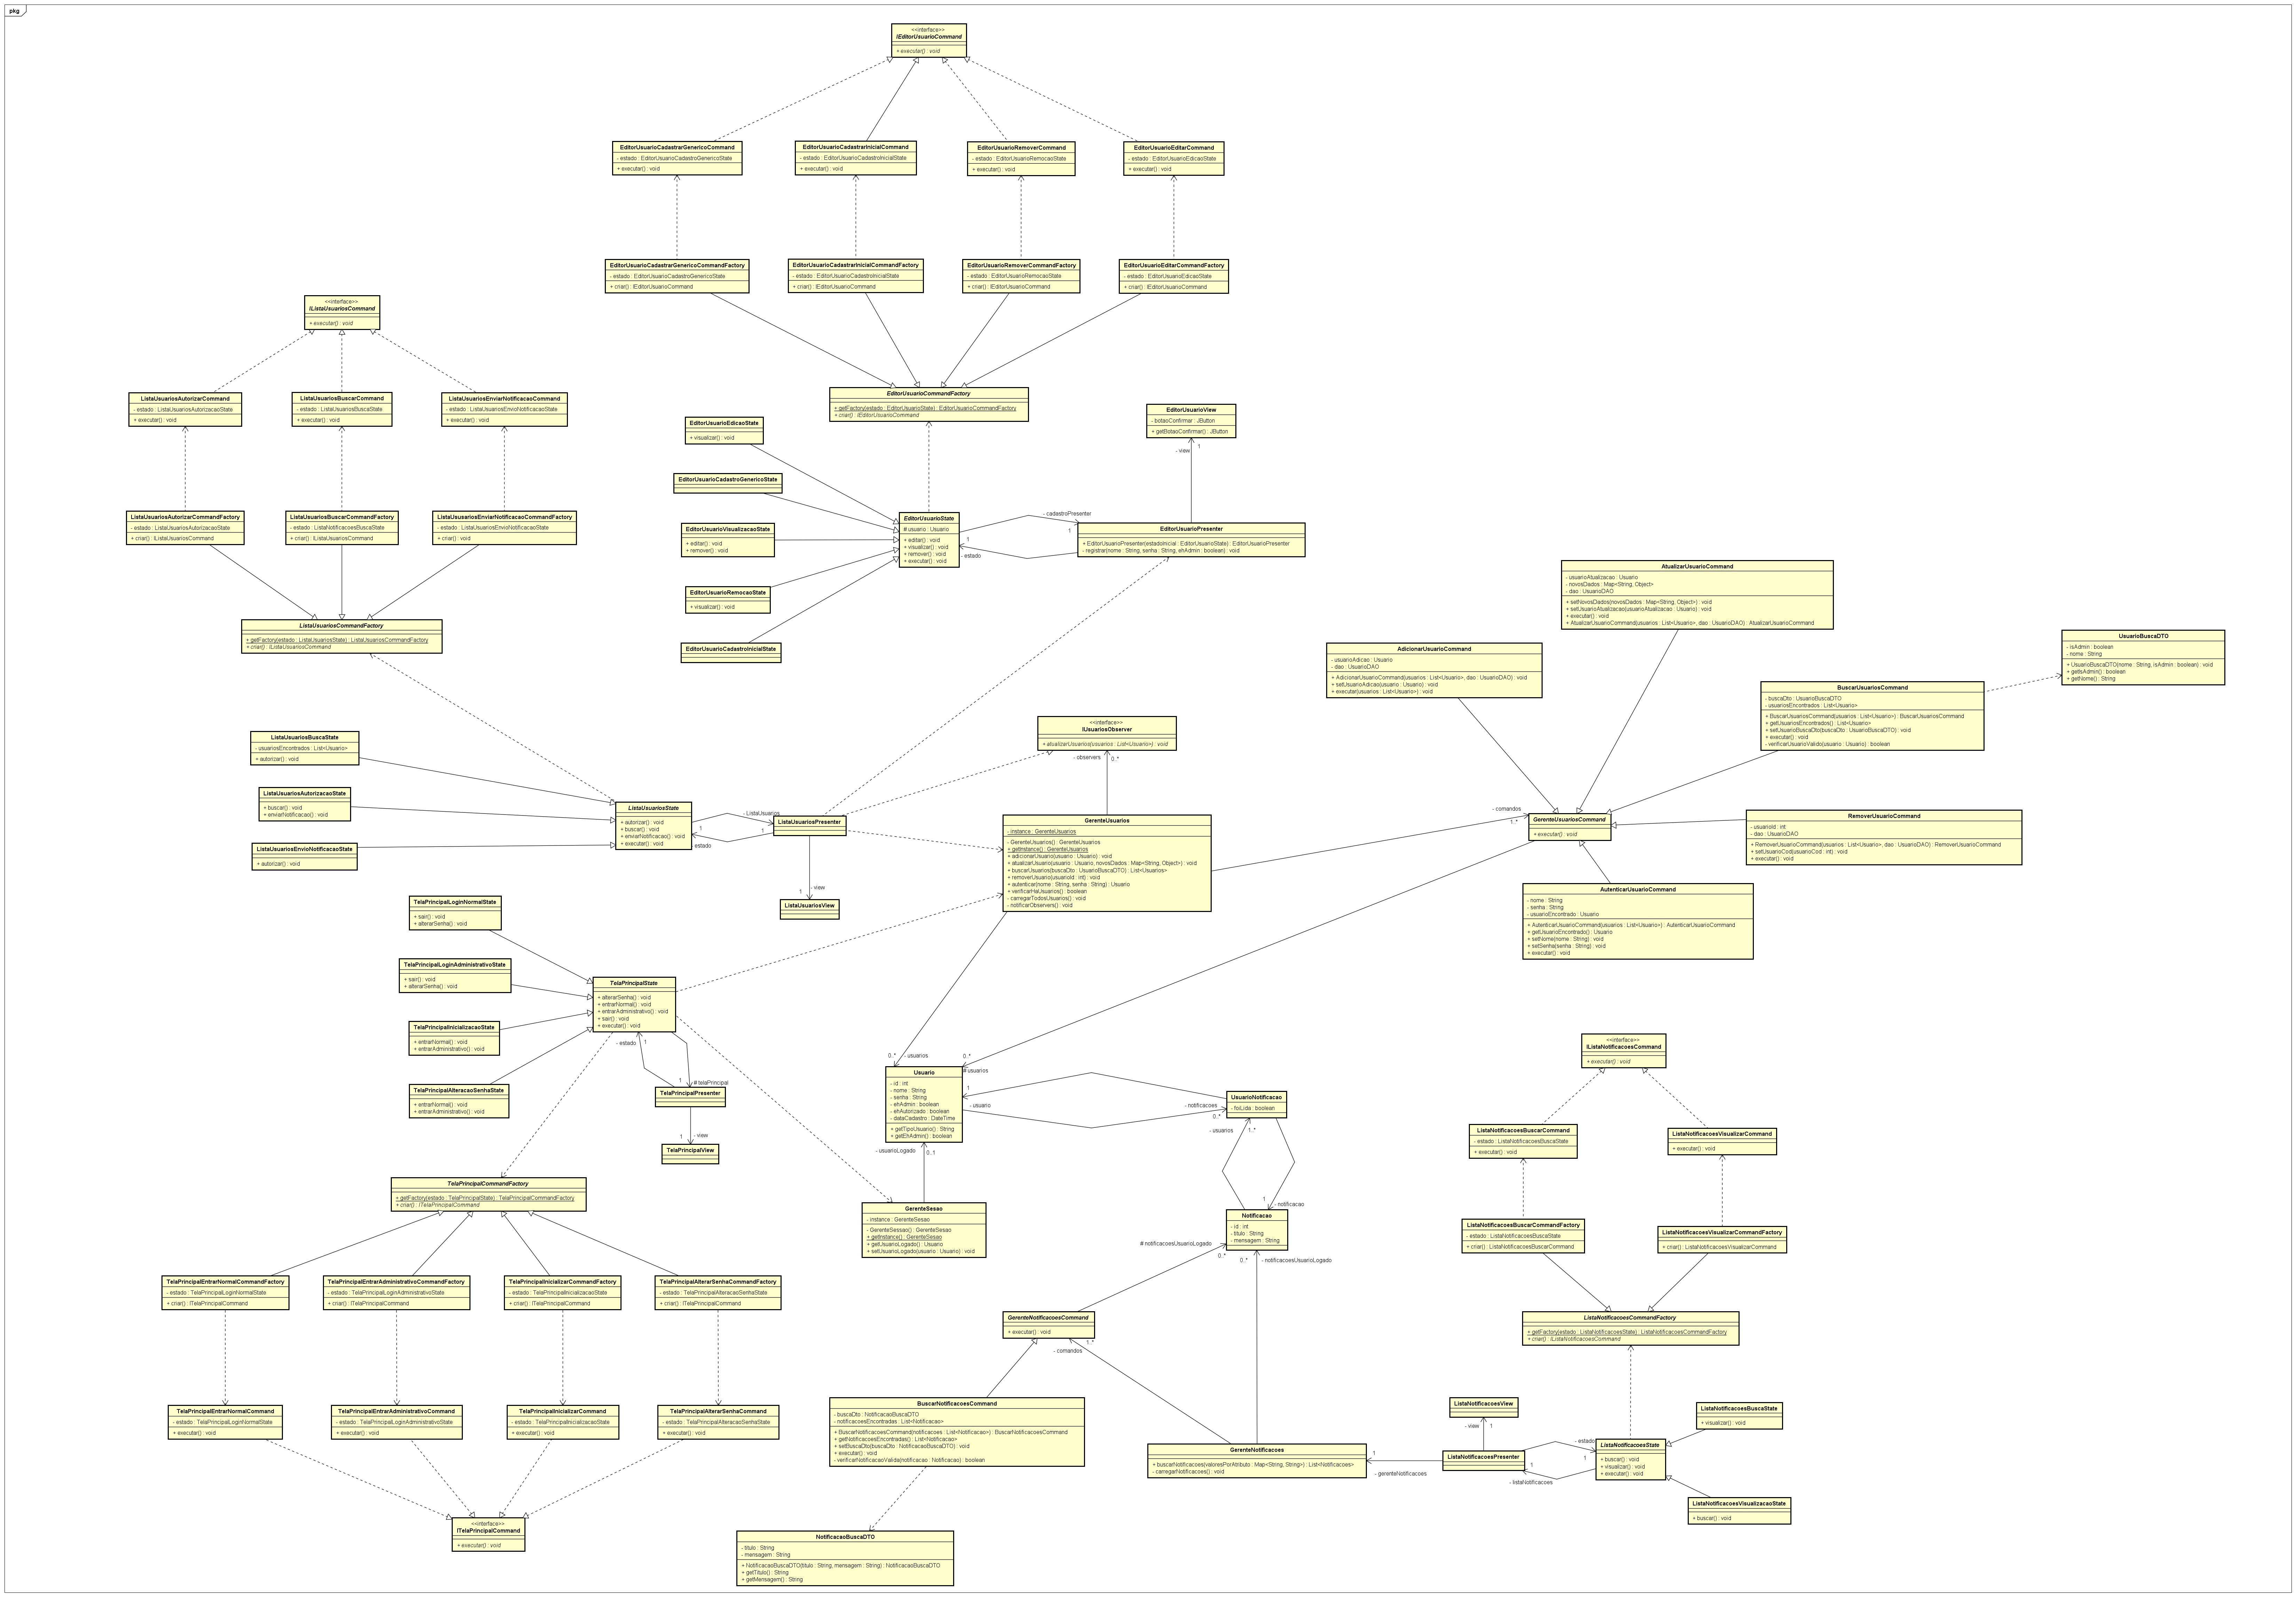 pkg
<<interface>>
IEditorUsuarioCommand
+ executar() : void
EditorUsuarioCadastrarGenericoCommand
- estado : EditorUsuarioCadastroGenericoState
+ executar() : void
EditorUsuarioCadastrarInicialCommand
- estado : EditorUsuarioCadastroInicialState
+ executar() : void
EditorUsuarioRemoverCommand
- estado : EditorUsuarioRemocaoState
+ executar() : void
EditorUsuarioEditarCommand
- estado : EditorUsuarioEdicaoState
+ executar() : void
EditorUsuarioCadastrarGenericoCommandFactory
- estado : EditorUsuarioCadastroGenericoState
+ criar() : IEditorUsuarioCommand
EditorUsuarioCadastrarInicialCommandFactory
- estado : EditorUsuarioCadastroInicialState
+ criar() : IEditorUsuarioCommand
EditorUsuarioRemoverCommandFactory
- estado : EditorUsuarioRemocaoState
+ criar() : IEditorUsuarioCommand
EditorUsuarioEditarCommandFactory
- estado : EditorUsuarioEdicaoState
+ criar() : IEditorUsuarioCommand
<<interface>>
IListaUsuariosCommand
+ executar() : void
ListaUsuariosAutorizarCommand
- estado : ListaUsuariosAutorizacaoState
+ executar() : void
ListaUsuariosBuscarCommand
- estado : ListaUsuariosBuscaState
+ executar() : void
ListaUsuariosEnviarNotificacaoCommand
- estado : ListaUsuariosEnvioNotificacaoState
+ executar() : void
ListaUsuariosAutorizarCommandFactory
- estado : ListaUsuariosAutorizacaoState
+ criar() : IListaUsuariosCommand
ListaUsuariosBuscarCommandFactory
- estado : ListaNotificacoesBuscaState
+ criar() : IListaUsuariosCommand
ListaUsusariosEnviarNotificacaoCommandFactory
- estado : ListaUsuariosEnvioNotificacaoState
+ criar() : void
ListaUsuariosCommandFactory
+ getFactory(estado : ListaUsuariosState) : ListaUsuariosCommandFactory
+ criar() : IListaUsuariosCommand
EditorUsuarioCommandFactory
+ getFactory(estado : EditorUsuarioState) : EditorUsuarioCommandFactory
+ criar() : IEditorUsuarioCommand
EditorUsuarioView
- botaoConfirmar : JButton
+ getBotaoConfirmar() : JButton
- view
1
EditorUsuarioEdicaoState
+ visualizar() : void
EditorUsuarioCadastroGenericoState
EditorUsuarioVisualizacaoState
+ editar() : void
+ remover() : void
EditorUsuarioRemocaoState
+ visualizar() : void
EditorUsuarioCadastroInicialState
EditorUsuarioState
# usuario : Usuario
+ editar() : void
+ visualizar() : void
+ remover() : void
+ executar() : void
- cadastroPresenter
1
1
- estado
EditorUsuarioPresenter
+ EditorUsuarioPresenter(estadoInicial : EditorUsuarioState) : EditorUsuarioPresenter
- registrar(nome : String, senha : String, ehAdmin : boolean) : void
AtualizarUsuarioCommand
- usuarioAtualizacao : Usuario
- novosDados : Map<String, Object>
- dao : UsuarioDAO
+ setNovosDados(novosDados : Map<String, Object>) : void
+ setUsuarioAtualizacao(usuarioAtualizacao : Usuario) : void
+ executar() : void
+ AtualizarUsuarioCommand(usuarios : List<Usuario>, dao : UsuarioDAO) : AtualizarUsuarioCommand
AdicionarUsuarioCommand
- usuarioAdicao : Usuario
- dao : UsuarioDAO
+ AdicionarUsuarioCommand(usuarios : List<Usuario>, dao : UsuarioDAO) : void
+ setUsuarioAdicao(usuario : Usuario) : void
+ executar(usuarios : List<Usuario>) : void
UsuarioBuscaDTO
- isAdmin : boolean
- nome : String
+ UsuarioBuscaDTO(nome : String, isAdmin : boolean) : void
+ getIsAdmin() : boolean
+ getNome() : String
BuscarUsuariosCommand
- buscaDto : UsuarioBuscaDTO
- usuariosEncontrados : List<Usuario>
+ BuscarUsuariosCommand(usuarios : List<Usuario>) : BuscarUsuariosCommand
+ getUsuariosEncontrados() : List<Usuario>
+ setUsuariosBuscaDto(buscaDto : UsuarioBuscaDTO) : void
+ executar() : void
- verificarUsuarioValido(usuario : Usuario) : boolean
<<interface>>
IUsuariosObserver
+ atualizarUsuarios(usuarios : List<Usuario>) : void
- observers
0..*
ListaUsuariosBuscaState
- usuariosEncontrados : List<Usuario>
+ autorizar() : void
ListaUsuariosAutorizacaoState
+ buscar() : void
+ enviarNotificacao() : void
ListaUsuariosEnvioNotificacaoState
+ autorizar() : void
ListaUsuariosState
+ autorizar() : void
+ buscar() : void
+ enviarNotificacao() : void
+ executar() : void
- ListaUsuarios
1
1
estado
ListaUsuariosPresenter
- view
1
ListaUsuariosView
GerenteUsuarios
- instance : GerenteUsuarios
- GerenteUsuarios() : GerenteUsuarios
+ getInstance() : GerenteUsuarios
+ adicionarUsuario(usuario : Usuario) : void
+ atualizarUsuario(usuario : Usuario, novosDados : Map<String, Object>) : void
+ buscarUsuarios(buscaDto : UsuarioBuscaDTO) : List<Usuarios>
+ removerUsuario(usuarioId : int) : void
+ autenticar(nome : String, senha : String) : Usuario
+ verificarHaUsuarios() : boolean
- carregarTodosUsuarios() : void
- notificarObservers() : void
- comandos
1..*
GerenteUsuariosCommand
+ executar() : void
RemoverUsuarioCommand
- usuarioId : int
- dao : UsuarioDAO
+ RemoverUsuarioCommand(usuarios : List<Usuario>, dao : UsuarioDAO) : RemoverUsuarioCommand
+ setUsuarioCod(usuarioCod : int) : void
+ executar() : void
AutenticarUsuarioCommand
- nome : String
- senha : String
- usuarioEncontrado : Usuario
+ AutenticarUsuarioCommand(usuarios : List<Usuario>) : AutenticarUsuarioCommand
+ getUsuarioEncontrado() : Usuario
+ setNome(nome : String) : void
+ setSenha(senha : String) : void
+ executar() : void
TelaPrincipalLoginNormalState
+ sair() : void
+ alterarSenha() : void
TelaPrincipalLoginAdministrativoState
+ sair() : void
+ alterarSenha() : void
TelaPrincipalInicializacaoState
+ entrarNormal() : void
+ entrarAdministrativo() : void
TelaPrincipalAlteracaoSenhaState
+ entrarNormal() : void
+ entrarAdministrativo() : void
TelaPrincipalState
+ alterarSenha() : void
+ entrarNormal() : void
+ entrarAdministrativo() : void
+ sair() : void
+ executar() : void
- estado
1
1
# telaPrincipal
TelaPrincipalPresenter
- view
1
TelaPrincipalView
0..*
- usuarios
0..*
# usuarios
Usuario
- id : int
- nome : String
- senha : String
- ehAdmin : boolean
- ehAutorizado : boolean
- dataCadastro : DateTime
+ getTipoUsuario() : String
+ getEhAdmin() : boolean
1
- usuario
- notificacoes
0..*
UsuarioNotificacao
- foiLida : boolean
- usuarios
1..*
1
- notificacao
Notificacao
- id : int
- titulo : String
- mensagem : String
- usuarioLogado
0..1
GerenteSesao
- instance : GerenteSesao
- GerenteSessao() : GerenteSesao
+ getInstance() : GerenteSesao
+ getUsuarioLogado() : Usuario
+ setUsuarioLogado(usuario : Usuario) : void
# notificacoesUsuarioLogado
0..*
0..*
- notificacoesUsuarioLogado
<<interface>>
IListaNotificacoesCommand
+ executar() : void
ListaNotificacoesBuscarCommand
- estado : ListaNotificacoesBuscaState
+ executar() : void
ListaNotificacoesVisualizarCommand
+ executar() : void
ListaNotificacoesBuscarCommandFactory
- estado : ListaNotificacoesBuscaState
+ criar() : ListaNotificacoesBuscarCommand
ListaNotificacoesVisualizarCommandFactory
+ criar() : ListaNotificacoesVisualizarCommand
ListaNotificacoesCommandFactory
+ getFactory(estado : ListaNotificacoesState) : ListaNotificacoesCommandFactory
+ criar() : IListaNotificacoesCommand
TelaPrincipalCommandFactory
+ getFactory(estado : TelaPrincipalState) : TelaPrincipalCommandFactory
+ criar() : ITelaPrincipalCommand
TelaPrincipalEntrarNormalCommandFactory
- estado : TelaPrincipalLoginNormalState
+ criar() : ITelaPrincipalCommand
TelaPrincipalEntrarAdministrativoCommandFactory
- estado : TelaPrincipalLoginAdministrativoState
+ criar() : ITelaPrincipalCommand
TelaPrincipalInicializarCommandFactory
- estado : TelaPrincipalInicializacaoState
+ criar() : ITelaPrincipalCommand
TelaPrincipalAlterarSenhaCommandFactory
- estado : TelaPrincipalAlteracaoSenhaState
+ criar() : ITelaPrincipalCommand
TelaPrincipalEntrarNormalCommand
- estado : TelaPrincipalLoginNormalState
+ executar() : void
TelaPrincipalEntrarAdministrativoCommand
- estado : TelaPrincipalLoginAdministrativoState
+ executar() : void
TelaPrincipalInicializarCommand
- estado : TelaPrincipalInicializacaoState
+ executar() : void
TelaPrincipalAlterarSenhaCommand
- estado : TelaPrincipalAlteracaoSenhaState
+ executar() : void
<<interface>>
ITelaPrincipalCommand
+ executar() : void
GerenteNotificacoesCommand
+ executar() : void
1..*
- comandos
BuscarNotificacoesCommand
- buscaDto : NotificacaoBuscaDTO
- notificacoesEncontradas : List<Notificacao>
+ BuscarNotificacoesCommand(notificacoes : List<Notificacao>) : BuscarNotificacoesCommand
+ getNotificacoesEncontradas() : List<Notificacao>
+ setBuscaDto(buscaDto : NotificacaoBuscaDTO) : void
+ executar() : void
- verificarNotificacaoValida(notificacao : Notificacao) : boolean
NotificacaoBuscaDTO
- titulo : String
- mensagem : String
+ NotificacaoBuscaDTO(titulo : String, mensagem : String) : NotificacaoBuscaDTO
+ getTitulo() : String
+ getMensagem() : String
GerenteNotificacoes
+ buscarNotificacoes(valoresPorAtributo : Map<String, String>) : List<Notificacoes>
- carregarNotificacoes() : void
1
- gerenteNotificacoes
ListaNotificacoesView
- view
1
ListaNotificacoesPresenter
- estado
1
1
- listaNotificacoes
ListaNotificacoesState
+ buscar() : void
+ visualizar() : void
+ executar() : void
ListaNotificacoesBuscaState
+ visualizar() : void
ListaNotificacoesVisualizacaoState
+ buscar() : void